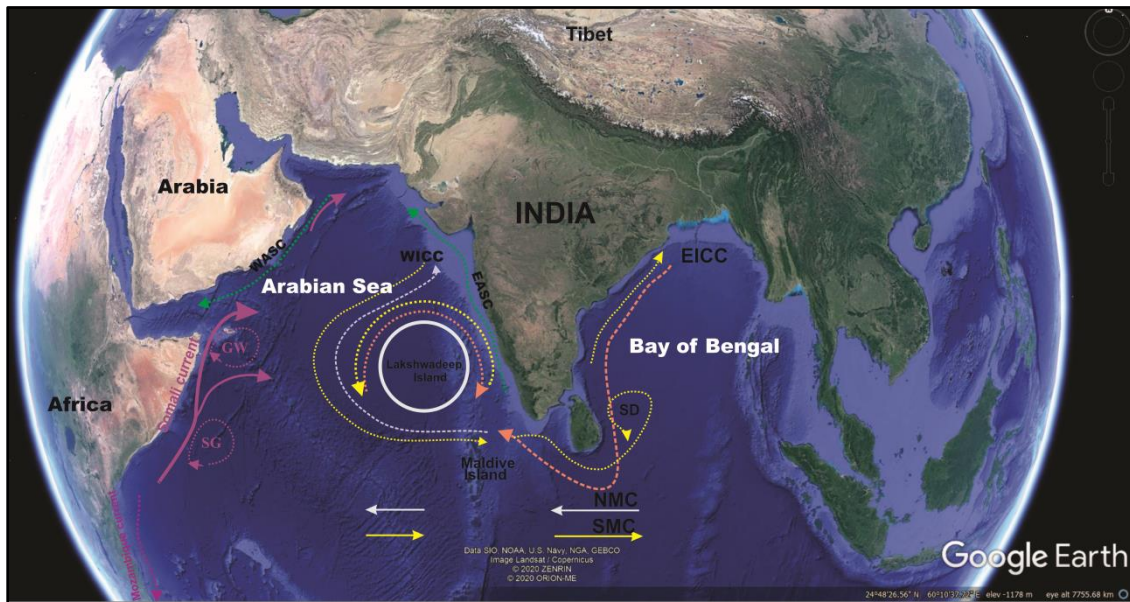 Tibet
Arabia
INDIA
WASC
WICC
EASC
EICC
Arabian Sea
Bay of Bengal
GW
Lakshwadeep
Island
Somali current
Africa
SG
SD
Maldive
Island
NMC
SMC
Data SIO, NOAA, U.S. Navy, NGA, GEBCO
Image Landsat / Copernicus
© 2020 ZENRIN
© 2020 ORION-ME
Google Earth
eye alt 7755.68 km